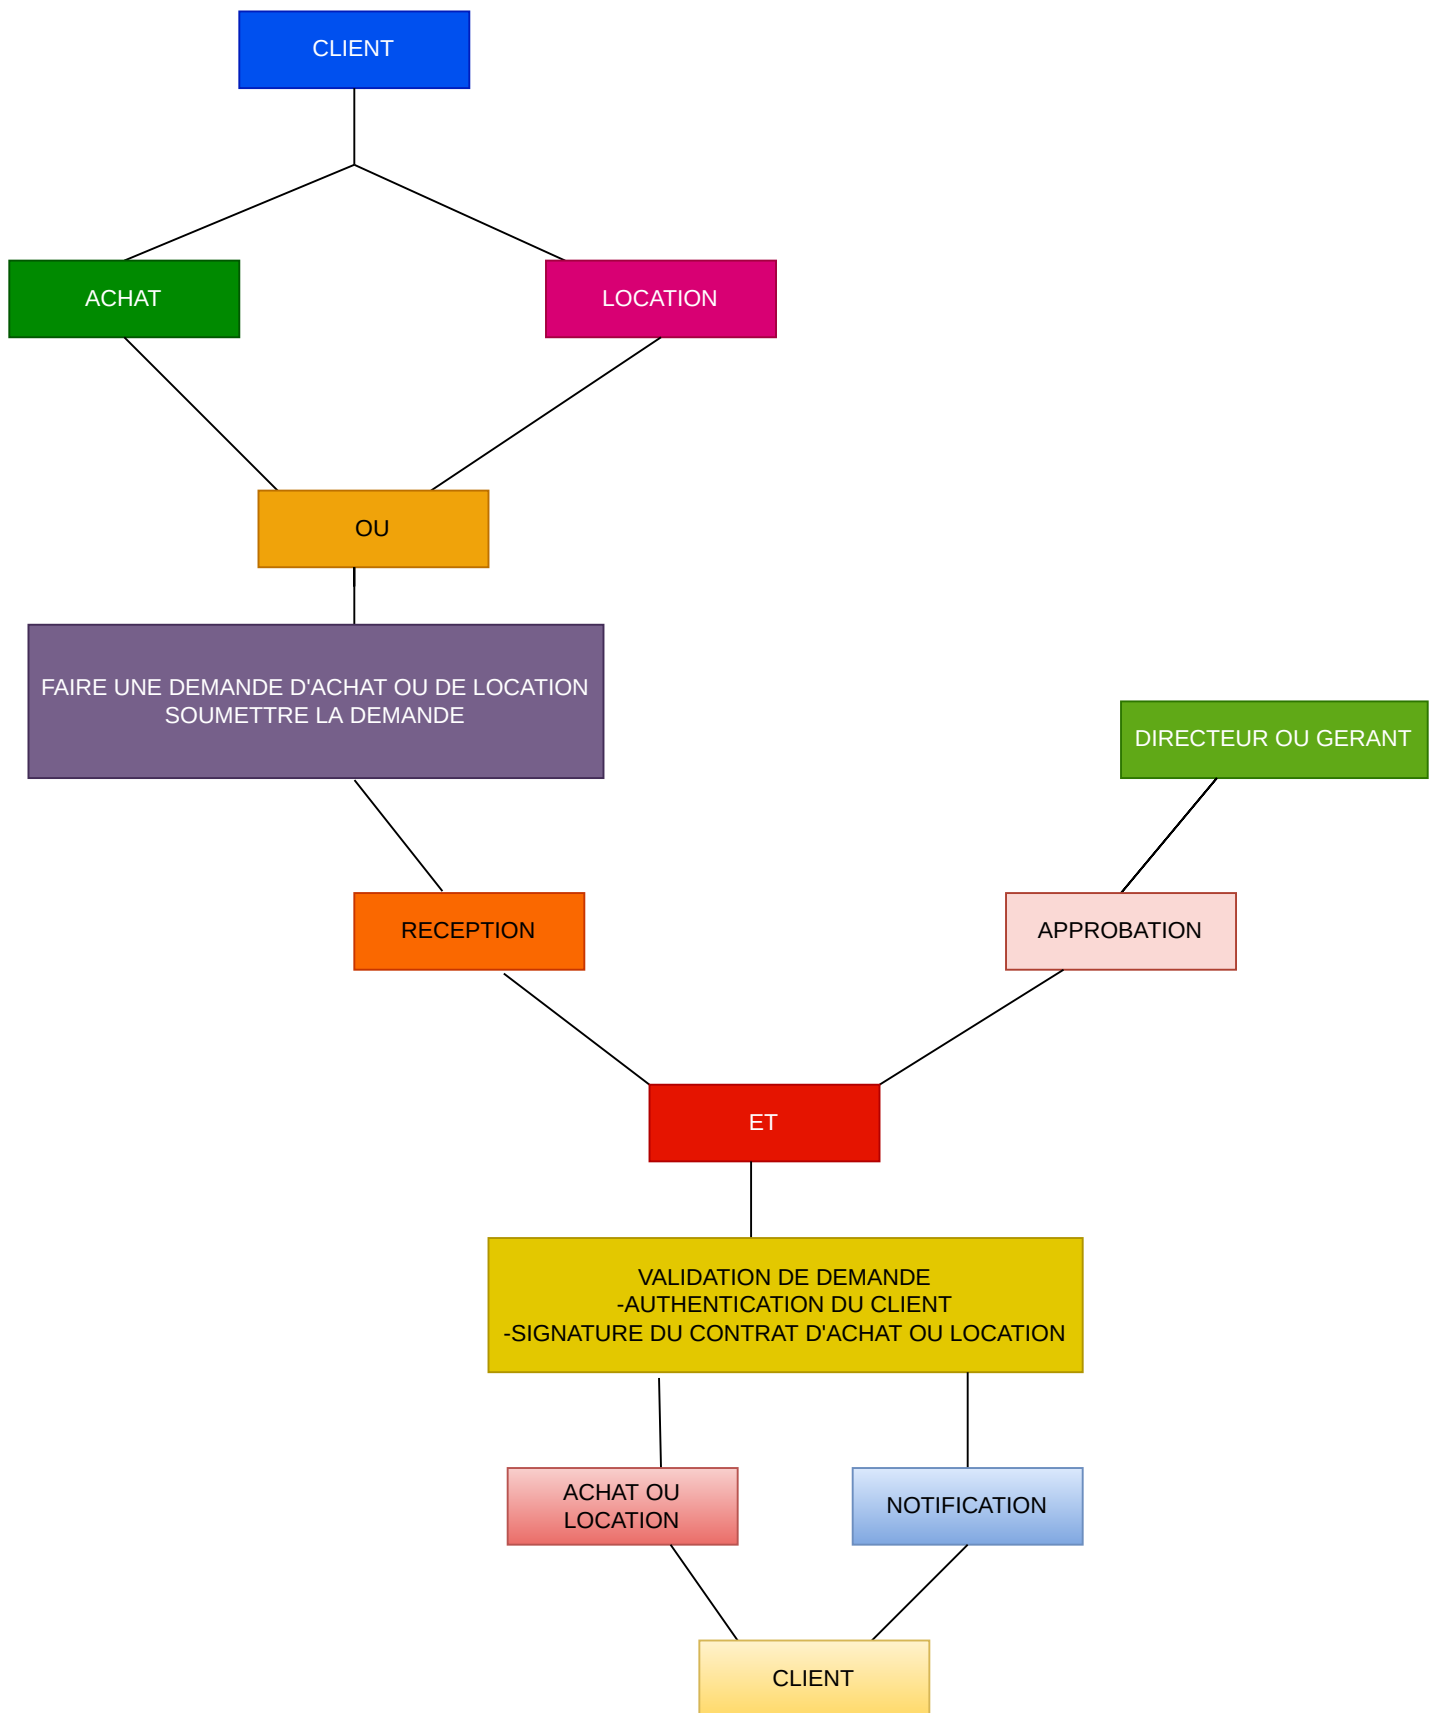 CLIENT
ACHAT
LOCATION
OU
FAIRE UNE DEMANDE D'ACHAT OU DE LOCATION
SOUMETTRE LA DEMANDE
DIRECTEUR OU GERANT
RECEPTION
APPROBATION
ET
VALIDATION DE DEMANDE
-AUTHENTICATION DU CLIENT
-SIGNATURE DU CONTRAT D'ACHAT OU LOCATION
ACHAT OU
LOCATION
NOTIFICATION
CLIENT